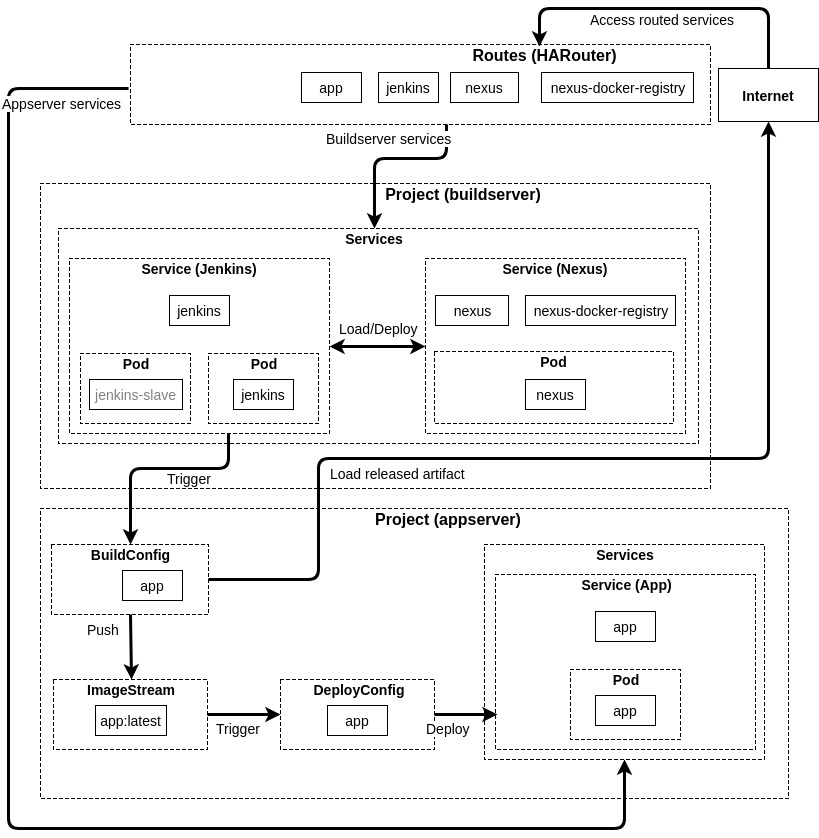 Access routed services
Routes (HARouter)
app
jenkins
nexus
nexus-docker-registry
Internet
Appserver services
Buildserver services
Project (buildserver)
Services
Service (Jenkins)
jenkins
Pod
jenkins-slave
Pod
jenkins
Load/Deploy
Service (Nexus)
nexus
nexus-docker-registry
Pod
nexus
Trigger
Load released artifact
Project (appserver)
BuildConfig
app
Push
ImageStream
app:latest
Trigger
DeployConfig
app
Deploy
Services
Service (App)
app
Pod
app